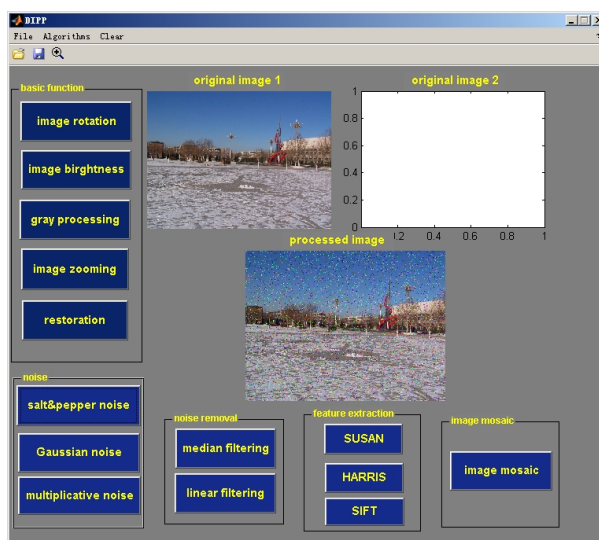 DIPP
File Algorithms Clear
original image 1
original image 2
basic function
image rotation
image birghtness
gray processing
image zooming
restoration
1
0.8
0.6
0.4
0.2
0
.2 0.4 0.6 0.8 1
processed image
noise
salt&pepper noise
Gaussian noise
multiplicative noise
noise removal
median filtering
linear filtering
feature extraction
SUSAN
HARRIS
SIFT
image mosaic
image mosaic